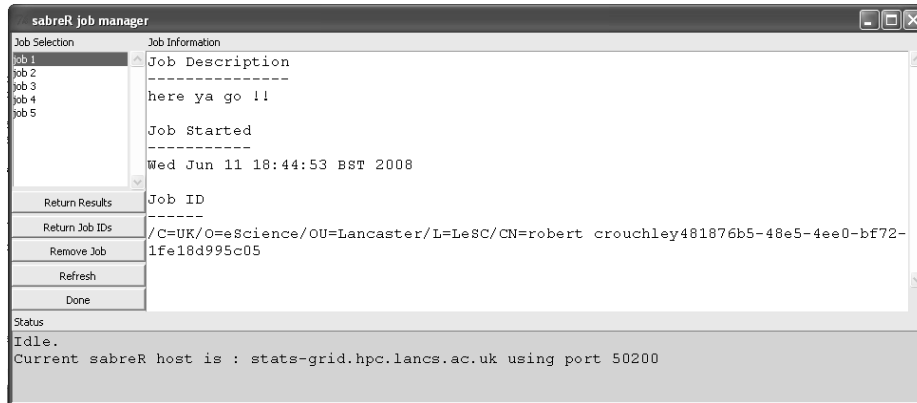 sabreR job manager
Job Selection
Job Information
job 1
job 2
job 3
job 4
job 5
Job Description
---------------
here ya go !!
Job Started
-----------
Wed Jun 11 18:44:53 BST 2008
Job ID
------
/C=UK/O=eScience/OU=Lancaster/L=LeSC/CN=robert crouchley481876b5-48e5-4ee0-bf72-
1fe18d995c05
Return Results
Return Job IDs
Remove Job
Refresh
Done
Status
Idle.
Current sabreR host is : stats-grid.hpc.lancs.ac.uk using port 50200